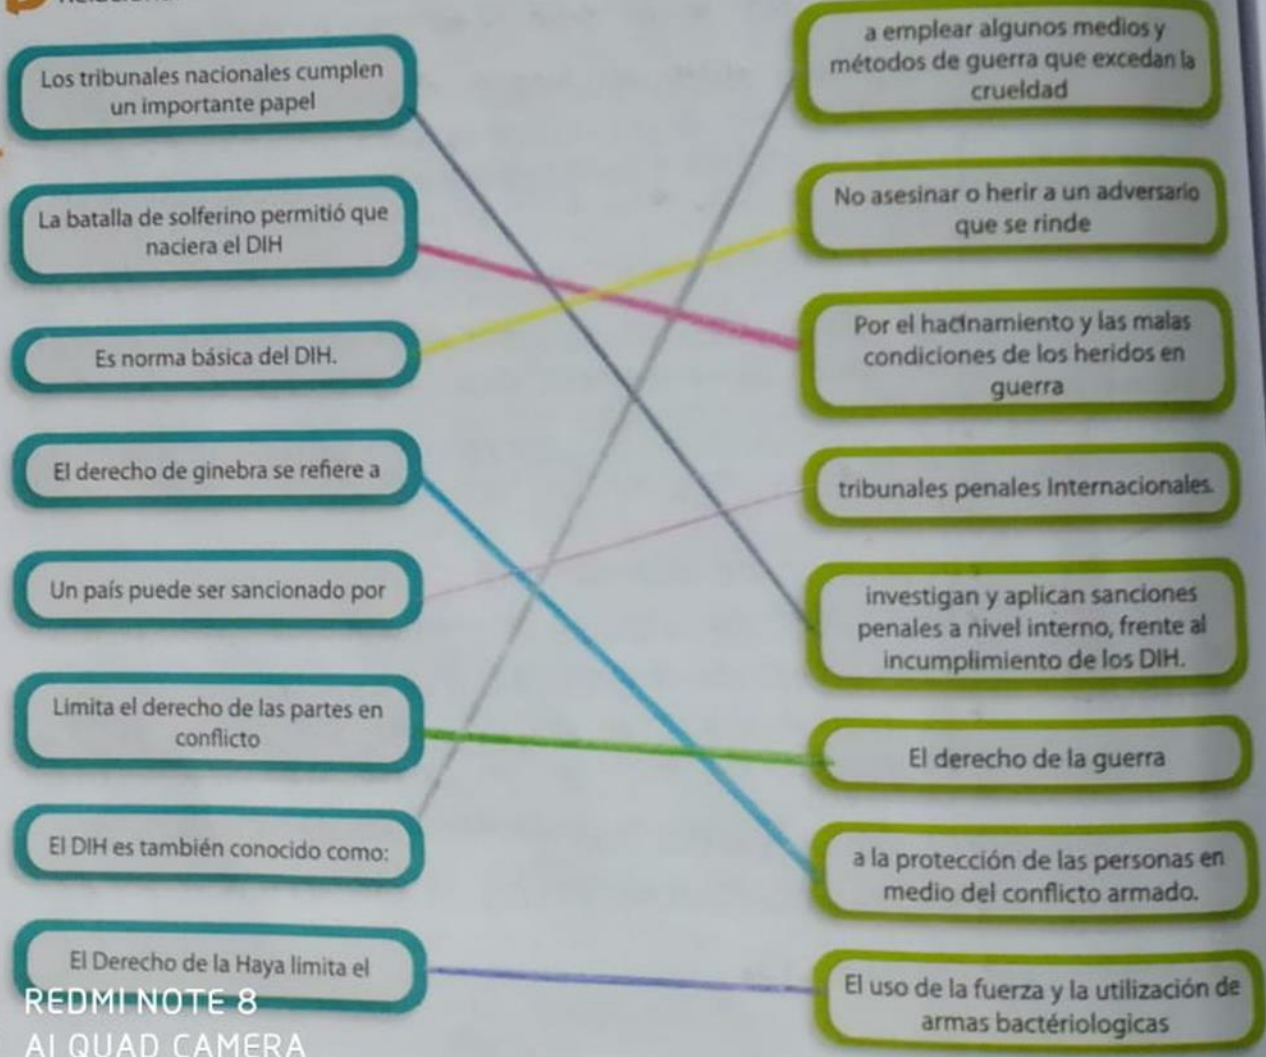 Los tribunales nacionales cumplen
un importante papel
La batalla de solferino permitió que
naciera el DIH
Es norma básica del DIH.
El derecho de ginebra se refiere a
Un país puede ser sancionado por
Limita el derecho de las partes en
conflicto
El DIH es también conocido como:
El Derecho de la Haya limita el
a emplear algunos medios y
métodos de guerra que excedan la
crueldad
No asesinar o herir a un adversario
que se rinde
Por el hacinamiento y las malas
condiciones de los heridos en
guerra
tribunales penales Internacionales.
investigan y aplican sanciones
penales a nivel interno, frente al
incumplimiento de los DIH.
El derecho de la guerra
a la protección de las personas en
medio del conflicto armado.
El uso de la fuerza y la utilización de
armas bactériologicas
REDMI NOTE 8
AI QUAD CAMERA